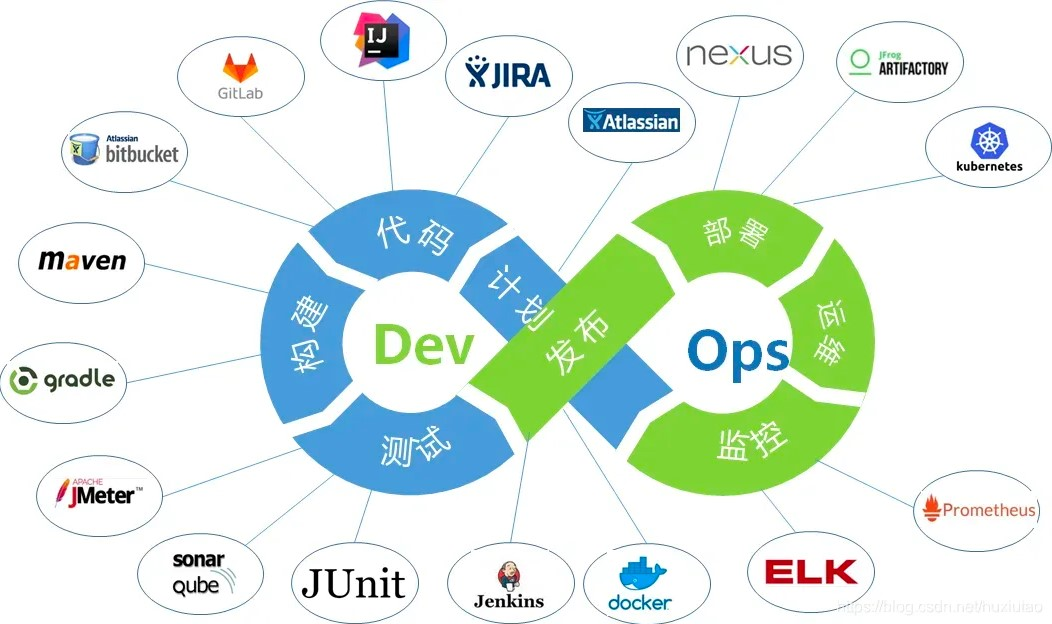 IJ
GitLab
JIRA
nexus
JFrog
ARTIFACTORY
Atlassian
Atlassian
bitbucket
kubernetes
代码
部署
maven
计划
构建
运维
Dev
发布
Ops
gradle
测试
监控
APACHE
JMeter™
Prometheus
sonar
qube
JUnit
Jenkins
docker
ELK
https://blog.csdn.net/huxiutao